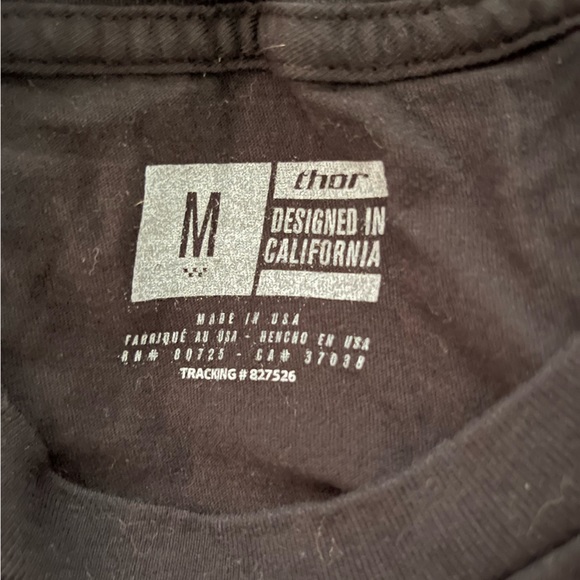 M
thor
DESIGNED IN
CALIFORNIA
MADE IN USA
FABRIQUÉ AU USA - HENCHO EN USA
RN# 80725 - CA# 37038
TRACKING # 827526